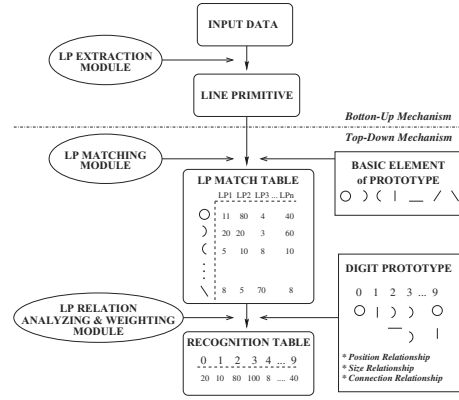 INPUT DATA
LP EXTRACTION
MODULE
LINE PRIMITIVE
Botton-Up Mechanism
Top-Down Mechanism
LP MATCHING
MODULE
BASIC ELEMENT
of PROTOTYPE
LP MATCH TABLE
LP1 LP2 LP3 ... LPn
11 80 4 40
20 20 3 60
5 10 8 10
8 5 70 8
DIGIT PROTOTYPE
0 1 2 3 ... 9
* Position Relationship
* Size Relationship
* Connection Relationship
LP RELATION
ANALYZING & WEIGHTING
MODULE
RECOGNITION TABLE
0 1 2 3 4 ... 9
20 10 80 100 8 .... 40